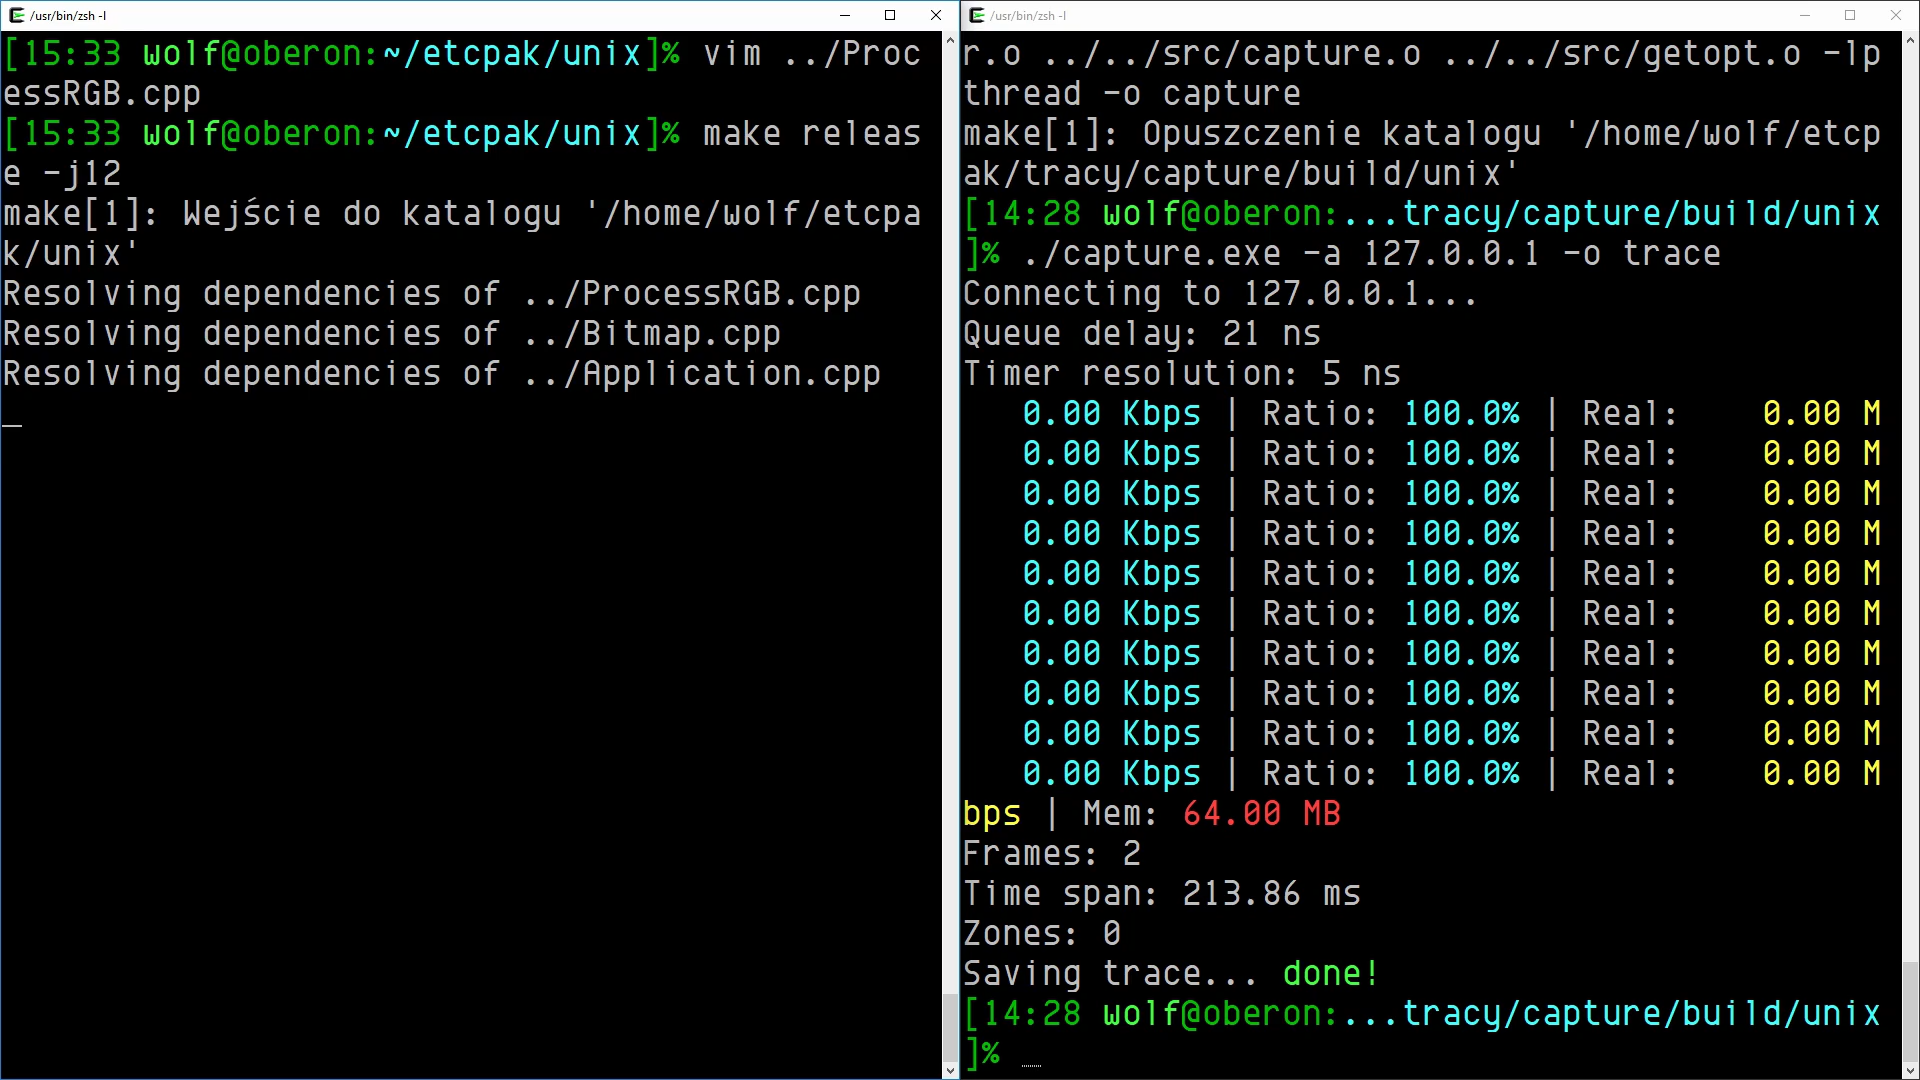 /usr/bin/zsh -l
[15:33 wolf@oberon:~/etcpak/unix]% vim ../Proc
essRGB.cpp
[15:33 wolf@oberon:~/etcpak/unix]% make releas
e -j12
make[1]: Wejście do katalogu '/home/wolf/etcpa
k/unix'
Resolving dependencies of ../ProcessRGB.cpp
Resolving dependencies of ../Bitmap.cpp
Resolving dependencies of ../Application.cpp
/usr/bin/zsh -l
r.o ../../src/capture.o ../../src/getopt.o -lp
thread -o capture
make[1]: Opuszczenie katalogu '/home/wolf/etcp
ak/tracy/capture/build/unix'
[14:28 wolf@oberon:...tracy/capture/build/unix
]% ./capture.exe -a 127.0.0.1 -o trace
Connecting to 127.0.0.1...
Queue delay: 21 ns
Timer resolution: 5 ns
0.00 Kbps | Ratio: 100.0% | Real: 0.00 M
0.00 Kbps | Ratio: 100.0% | Real: 0.00 M
0.00 Kbps | Ratio: 100.0% | Real: 0.00 M
0.00 Kbps | Ratio: 100.0% | Real: 0.00 M
0.00 Kbps | Ratio: 100.0% | Real: 0.00 M
0.00 Kbps | Ratio: 100.0% | Real: 0.00 M
0.00 Kbps | Ratio: 100.0% | Real: 0.00 M
0.00 Kbps | Ratio: 100.0% | Real: 0.00 M
0.00 Kbps | Ratio: 100.0% | Real: 0.00 M
0.00 Kbps | Ratio: 100.0% | Real: 0.00 M
bps | Mem: 64.00 MB
Frames: 2
Time span: 213.86 ms
Zones: 0
Saving trace... done!
[14:28 wolf@oberon:...tracy/capture/build/unix
]%